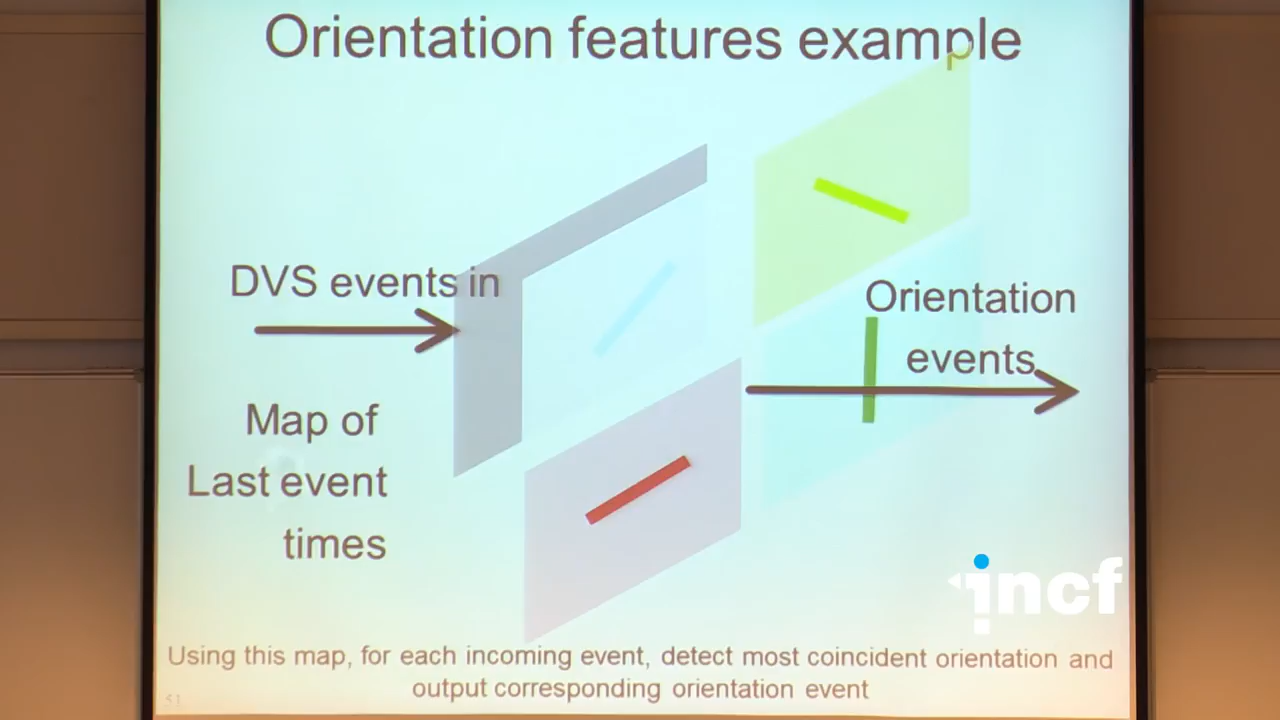 Orientation features example
DVS events in
Orientation
events
Map of
Last event
times
incf
Using this map, for each incoming event, detect most coincident orientation and
output corresponding orientation event
51